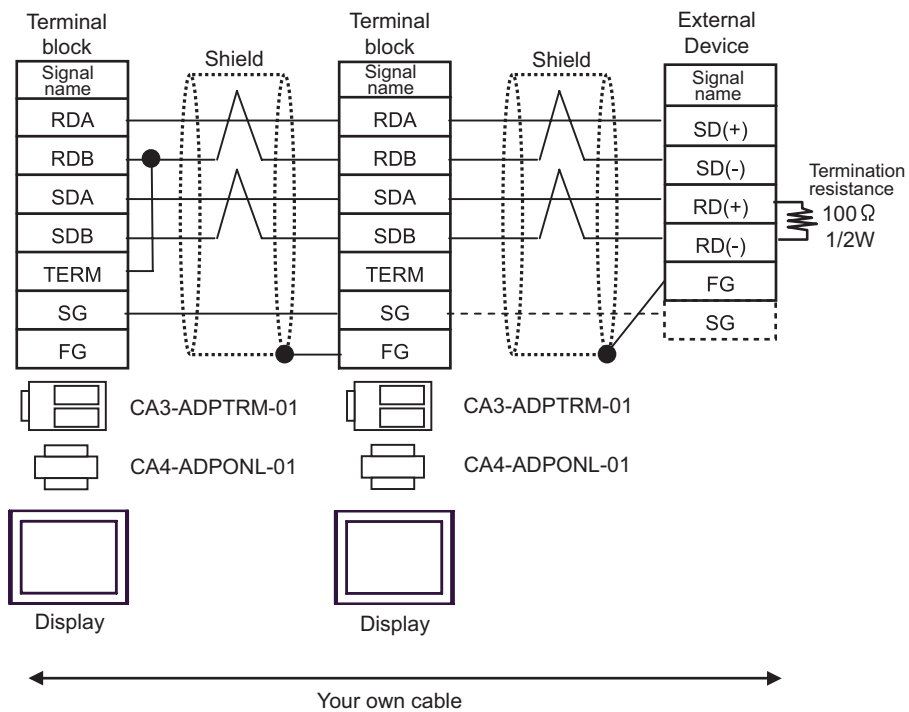 Terminal
block
Signal
name
RDA
RDB
SDA
SDB
TERM
SG
FG
Shield
Terminal
block
Signal
name
RDA
RDB
SDA
SDB
TERM
SG
FG
Shield
External
Device
Signal
name
SD(+)
SD(-)
RD(+)
RD(-)
FG
SG
Termination
resistance
100Ω
1/2W
CA3-ADPTRM-01
CA3-ADPTRM-01
CA4-ADPONL-01
CA4-ADPONL-01
Display
Display
Your own cable